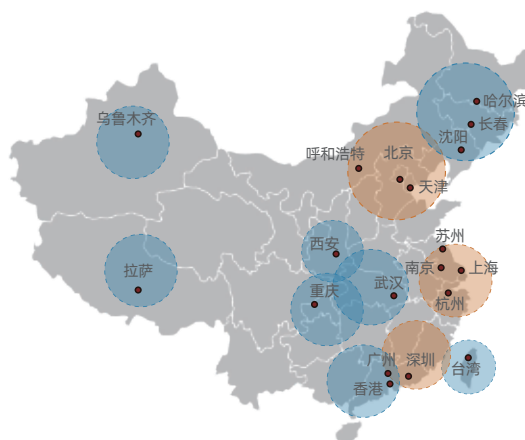 哈尔滨
乌鲁木齐
长春
沈阳
呼和浩特
北京
天津
苏州
西安
南京
上海
拉萨
武汉
重庆
杭州
广州
深圳
台湾
香港